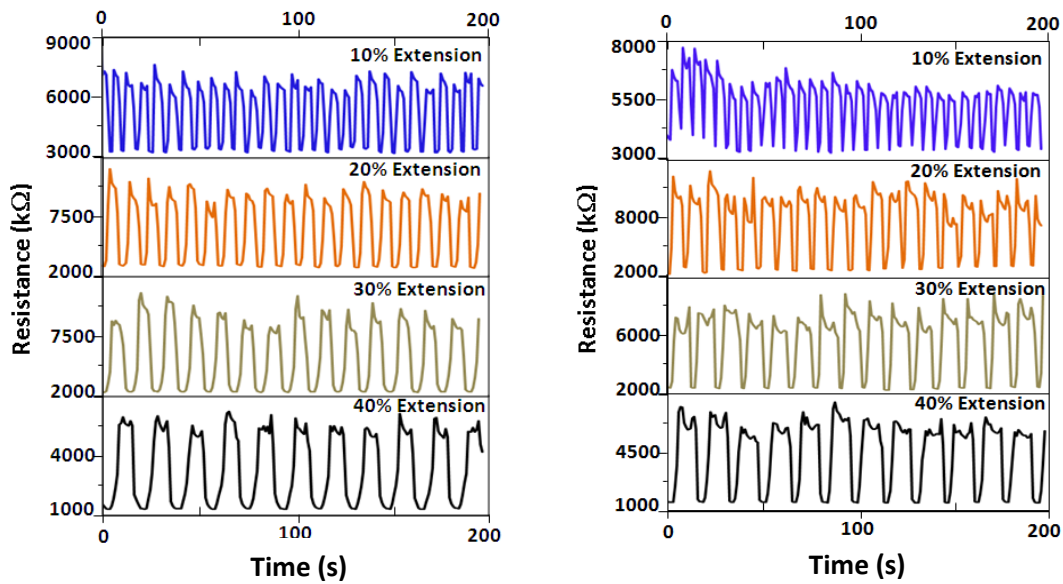 0 100 200
9000
10% Extension
6000
3000
20% Extension
7500
2000
30% Extension
7500
2000
40% Extension
4000
1000
0 100 200
Resistance (kΩ)
Time (s)
0 100 200
8000
10% Extension
5500
3000
20% Extension
8000
2000
30% Extension
6000
2000
40% Extension
4500
1000
0 100 200
Resistance (kΩ)
Time (s)